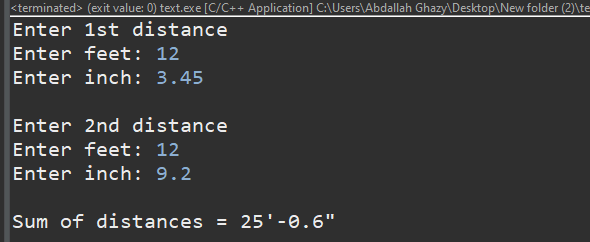 <terminated> (exit value: 0) text.exe [C/C++ Application] C:\Users\Abdallah Ghazy\Desktop\New folder (2)\te
Enter 1st distance
Enter feet: 12
Enter inch: 3.45
Enter 2nd distance
Enter feet: 12
Enter inch: 9.2
Sum of distances = 25'-0.6"